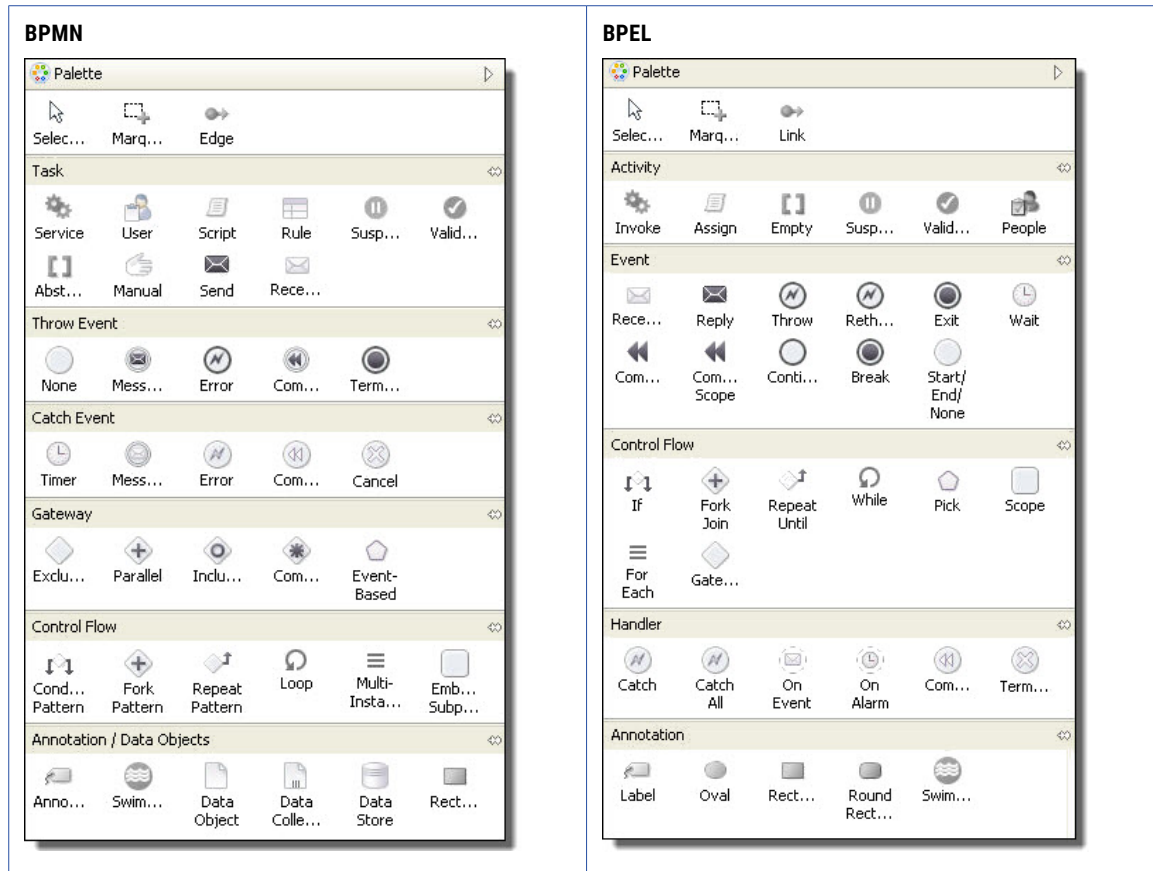 BPMN
Palette
Selec... Marq... Edge
Task
Service User Script Rule Susp... Valid...
Abst... Manual Send Rece...
Throw Event
None Mess... Error Com... Term...
Catch Event
Timer Mess... Error Com... Cancel
Gateway
Exclu... Parallel Inclu... Com... Event-
Based
Control Flow
Cond... Fork Repeat Loop Multi- Emb...
Pattern Pattern Pattern Insta... Subp...
Annotation / Data Objects
Anno... Swim... Data Data Data Rect...
Object Colle... Store
BPEL
Palette
Selec... Marq... Link
Activity
Invoke Assign Empty Susp... Valid... People
Event
Rece... Reply Throw Reth... Exit Wait
Com... Com... Conti... Break Start/
Scope End/
None
Control Flow
If Fork Repeat While Pick Scope
Join Until
For Gate...
Each
Handler
Catch Catch On On Com... Term...
All Event Alarm
Annotation
Label Oval Rect... Round Swim...
Rect...